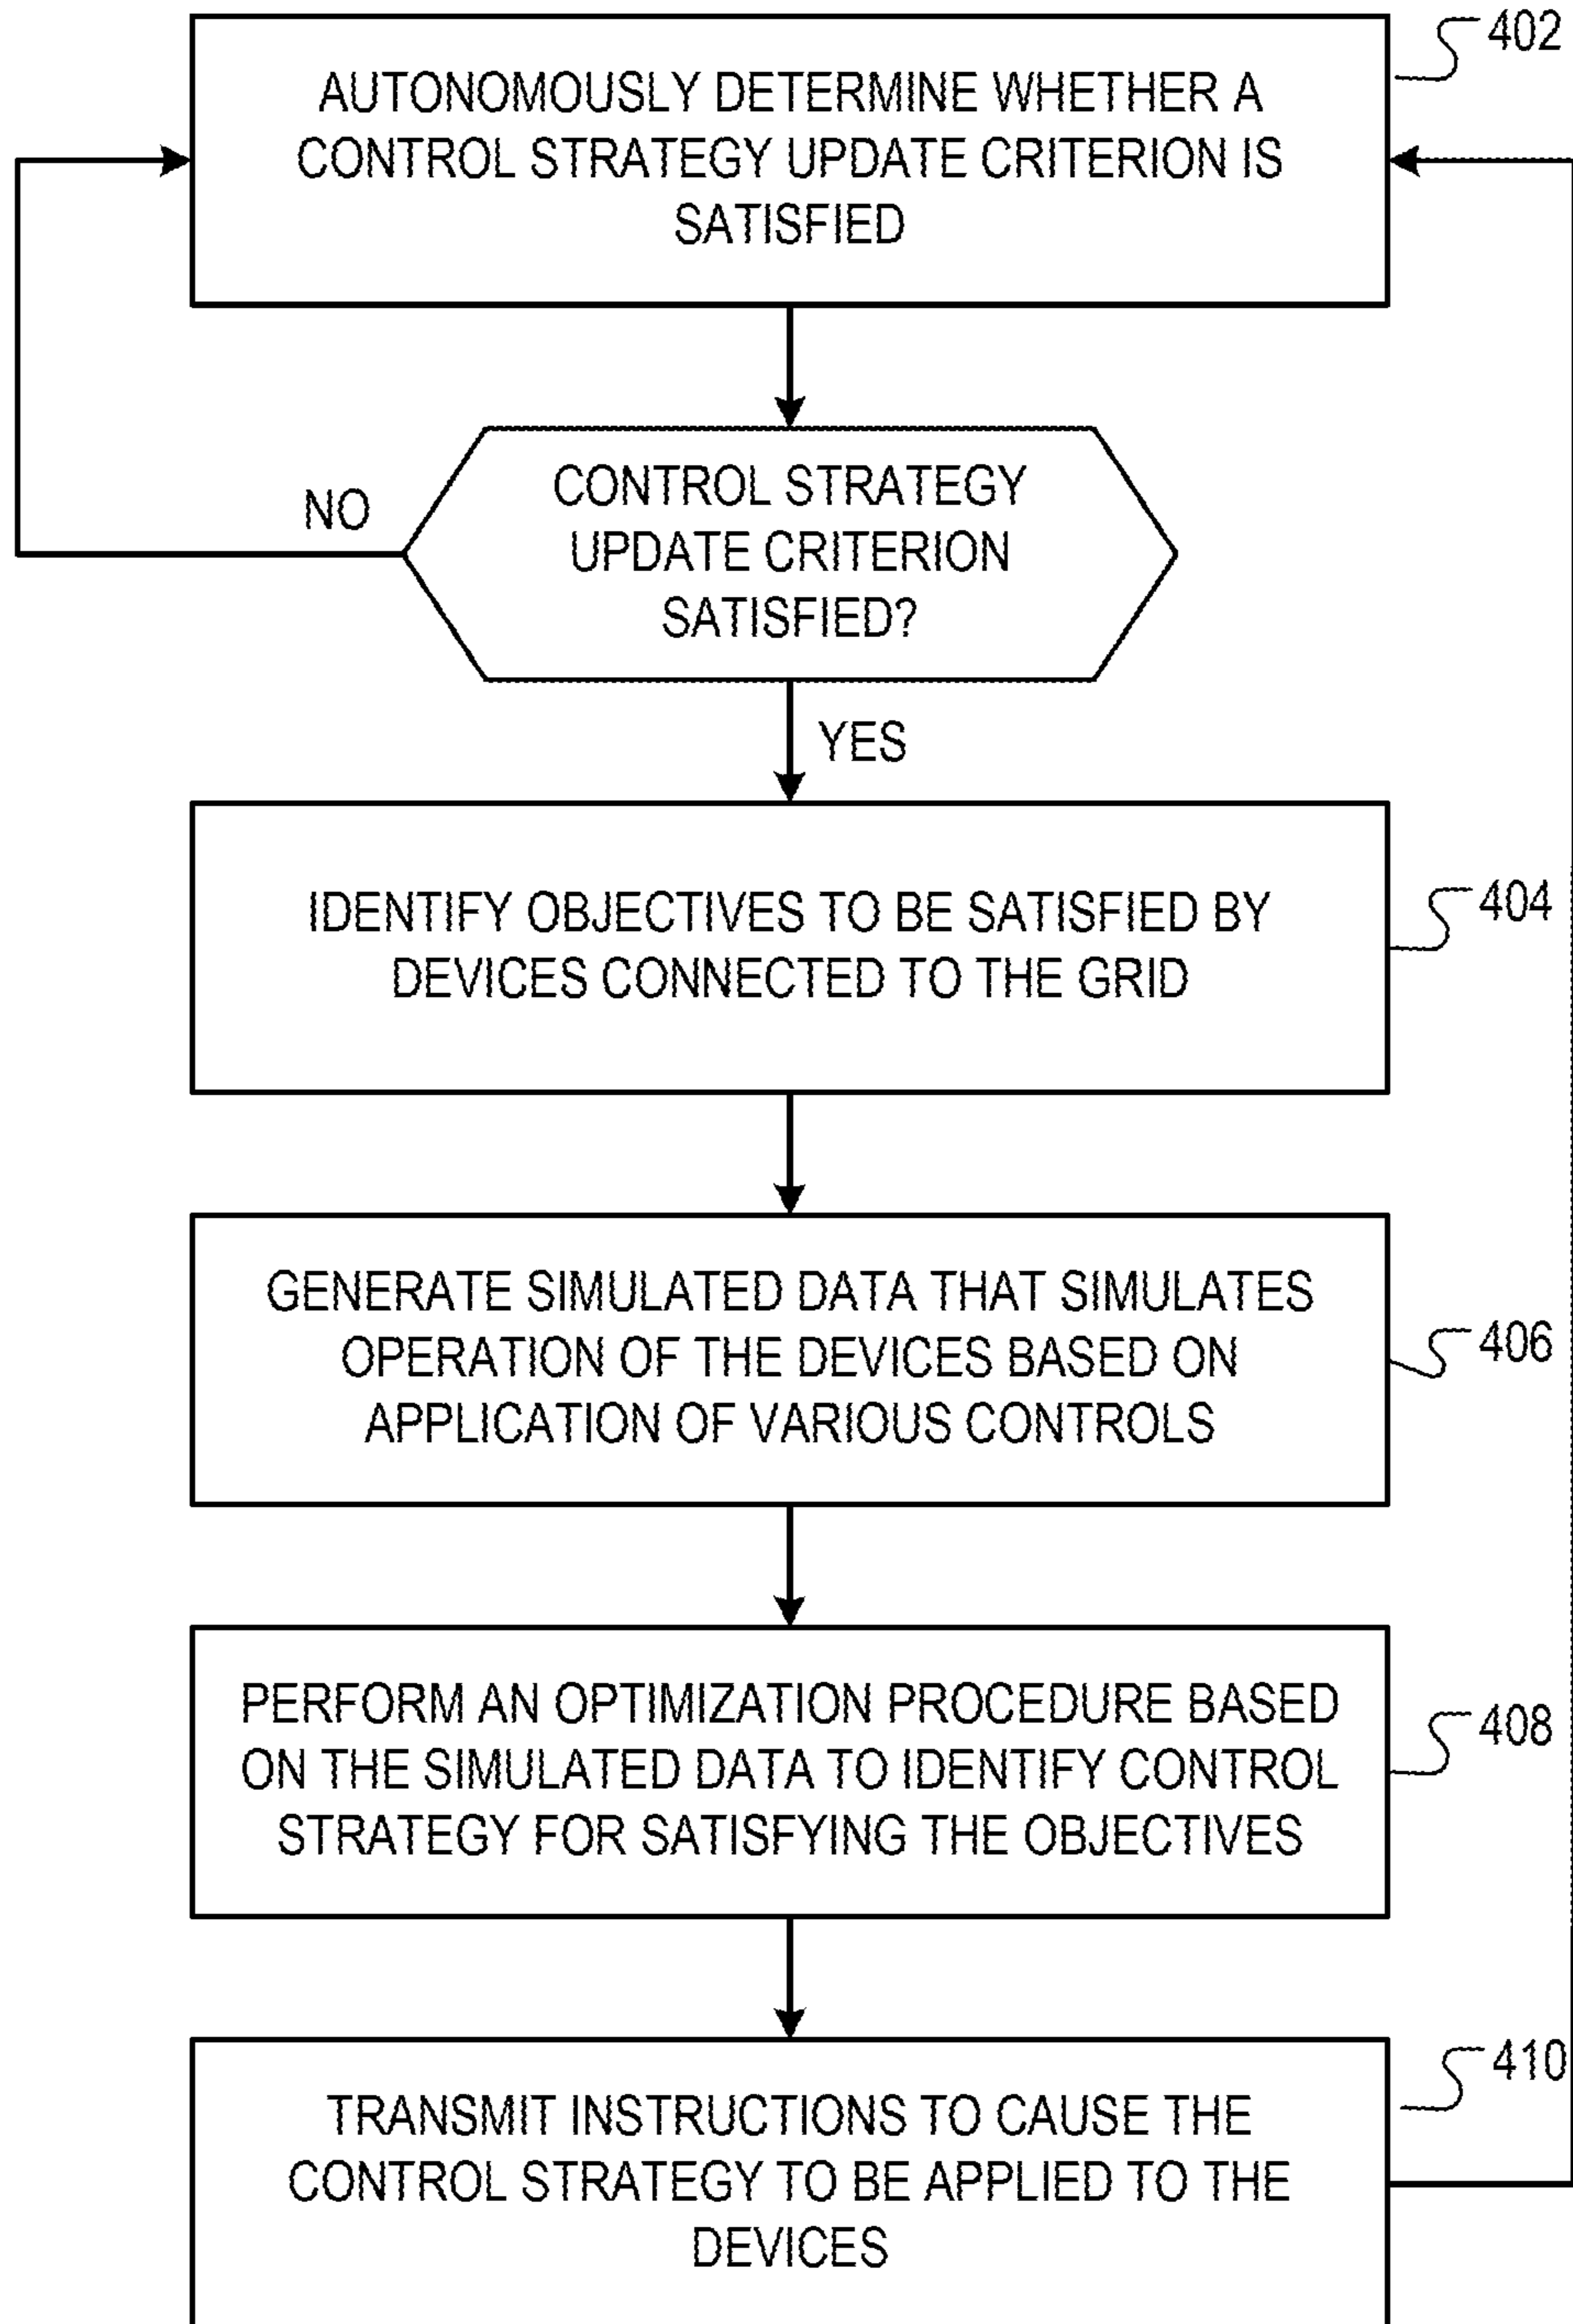 402
AUTONOMOUSLY DETERMINE WHETHER A
CONTROL STRATEGY UPDATE CRITERION IS
SATISFIED
CONTROL STRATEGY
UPDATE CRITERION
SATISFIED?
NO
YES
IDENTIFY OBJECTIVES TO BE SATISFIED BY
DEVICES CONNECTED TO THE GRID
404
GENERATE SIMULATED DATA THAT SIMULATES
OPERATION OF THE DEVICES BASED ON
APPLICATION OF VARIOUS CONTROLS
406
PERFORM AN OPTIMIZATION PROCEDURE BASED
ON THE SIMULATED DATA TO IDENTIFY CONTROL
STRATEGY FOR SATISFYING THE OBJECTIVES
408
410
TRANSMIT INSTRUCTIONS TO CAUSE THE
CONTROL STRATEGY TO BE APPLIED TO THE
DEVICES